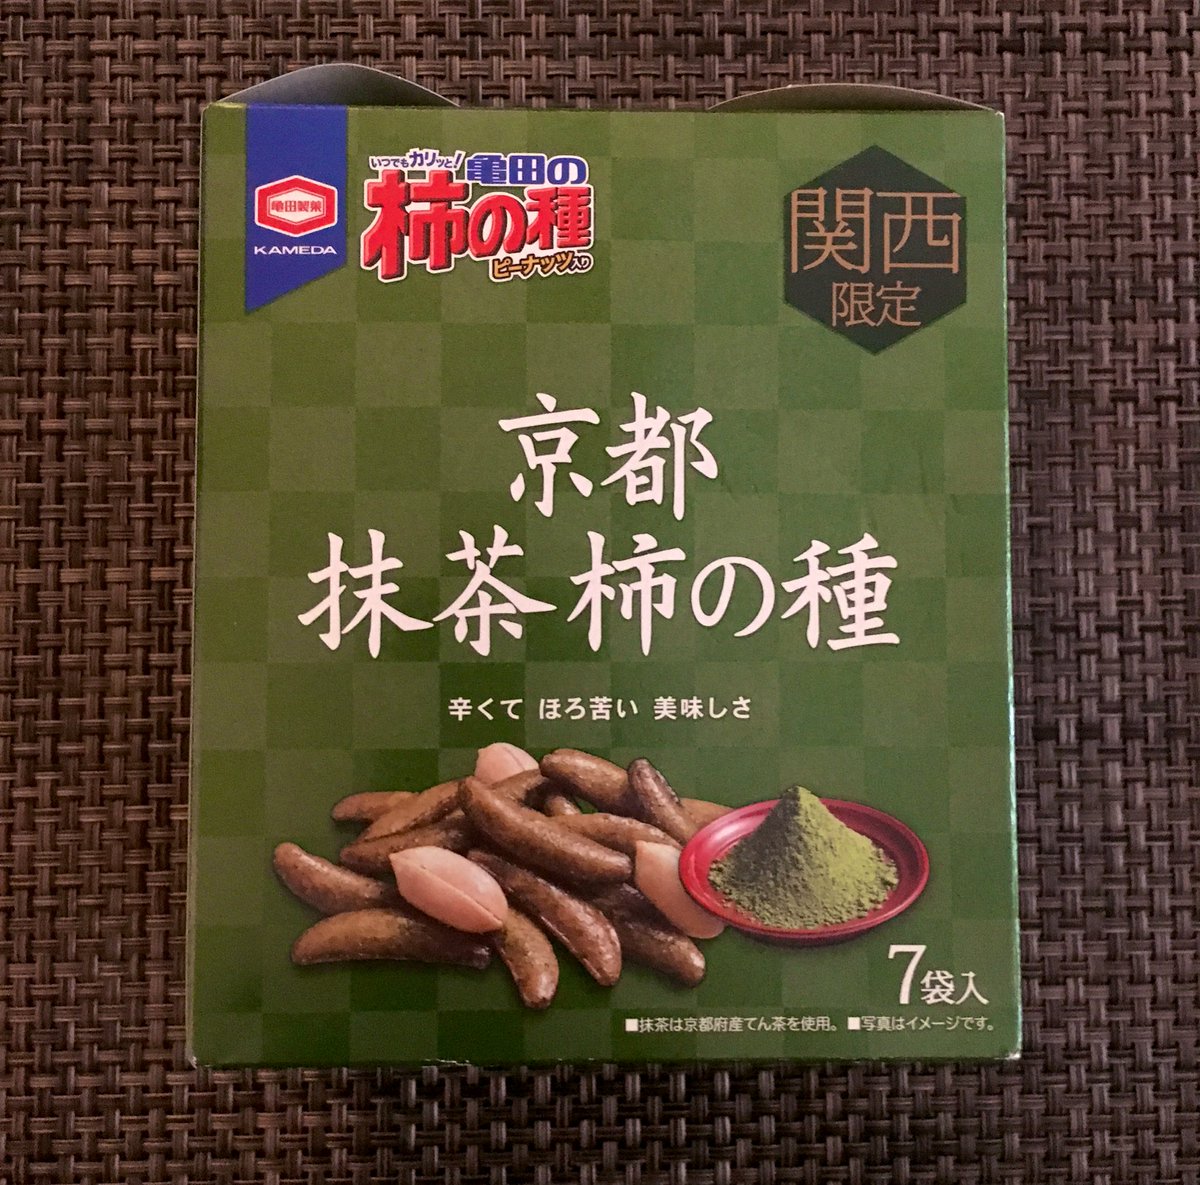 亀田製菓
KAMEDA
いつでもカリッと!
亀田の
柿の種
ピーナッツ入り
関西
限定
京都
抹茶 柿の種
辛くて ほろ苦い 美味しさ
7袋入
■抹茶は京都府産てん茶を使用。 ■写真はイメージです。